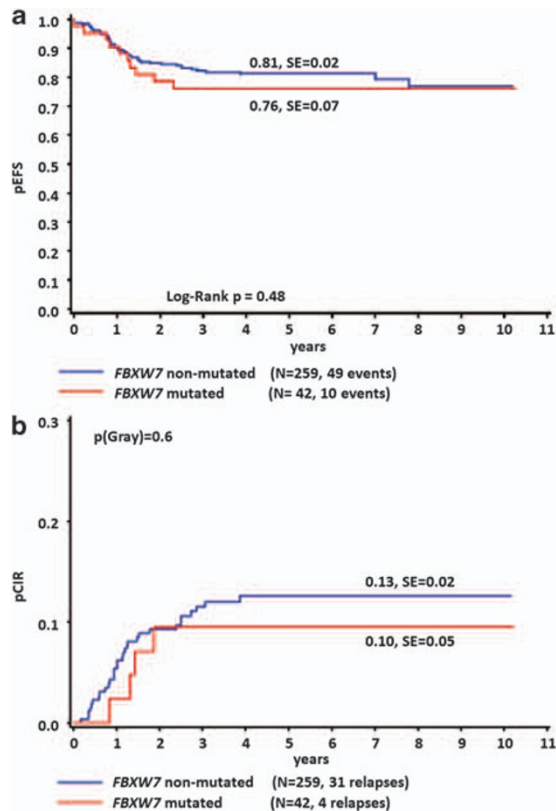 a
1.0
0.9
0.8
0.7
0.6
0.5
0.4
0.3
0.2
0.1
0.0
pEFS
0.81, SE=0.02
0.76, SE=0.07
Log-Rank p = 0.48
0 1 2 3 4 5 6 7 8 9 10 11
years
FBXW7 non-mutated (N=259, 49 events)
FBXW7 mutated (N= 42, 10 events)
b
0.3
0.2
0.1
0.0
pCIR
p(Gray)=0.6
0.13, SE=0.02
0.10, SE=0.05
0 1 2 3 4 5 6 7 8 9 10 11
years
FBXW7 non-mutated (N=259, 31 relapses)
FBXW7 mutated (N=42, 4 relapses)